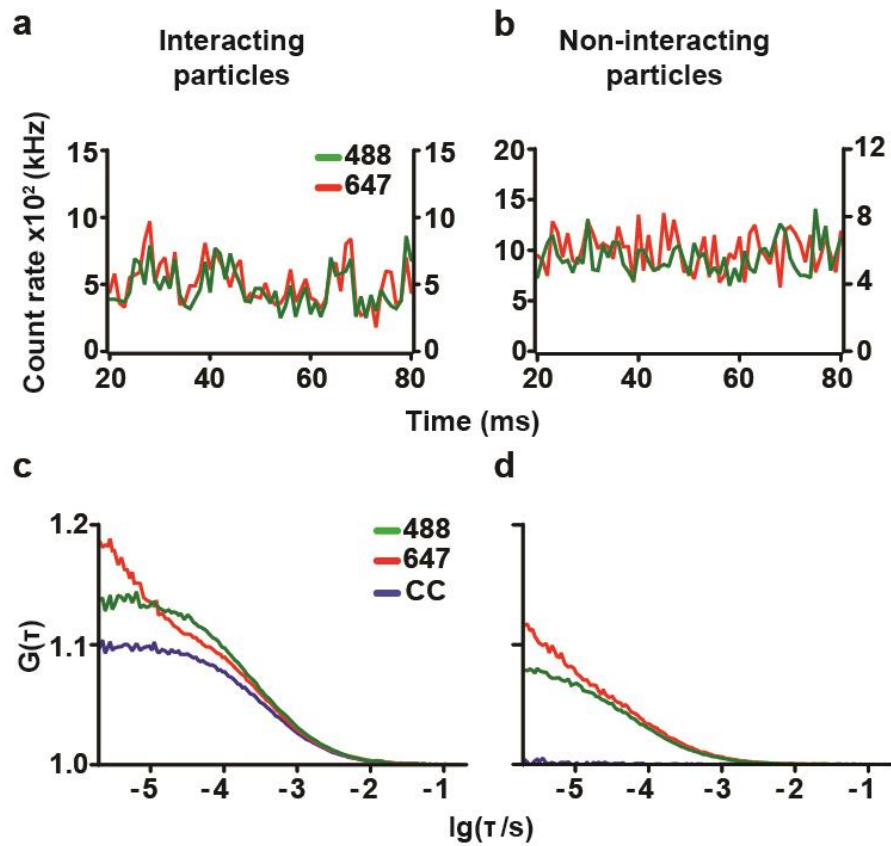 a
Interacting
particles
b
Non-interacting
particles
Count rate x10² (kHz)
15
10
5
0
488
647
15
10
5
0
20 40 60 80
20
15
10
5
0
12
8
4
0
20 40 60 80
Time (ms)
c
d
G(τ)
1.2
1.1
1.0
488
647
CC
-5 -4 -3 -2 -1
-5 -4 -3 -2 -1
lg(τ/s)